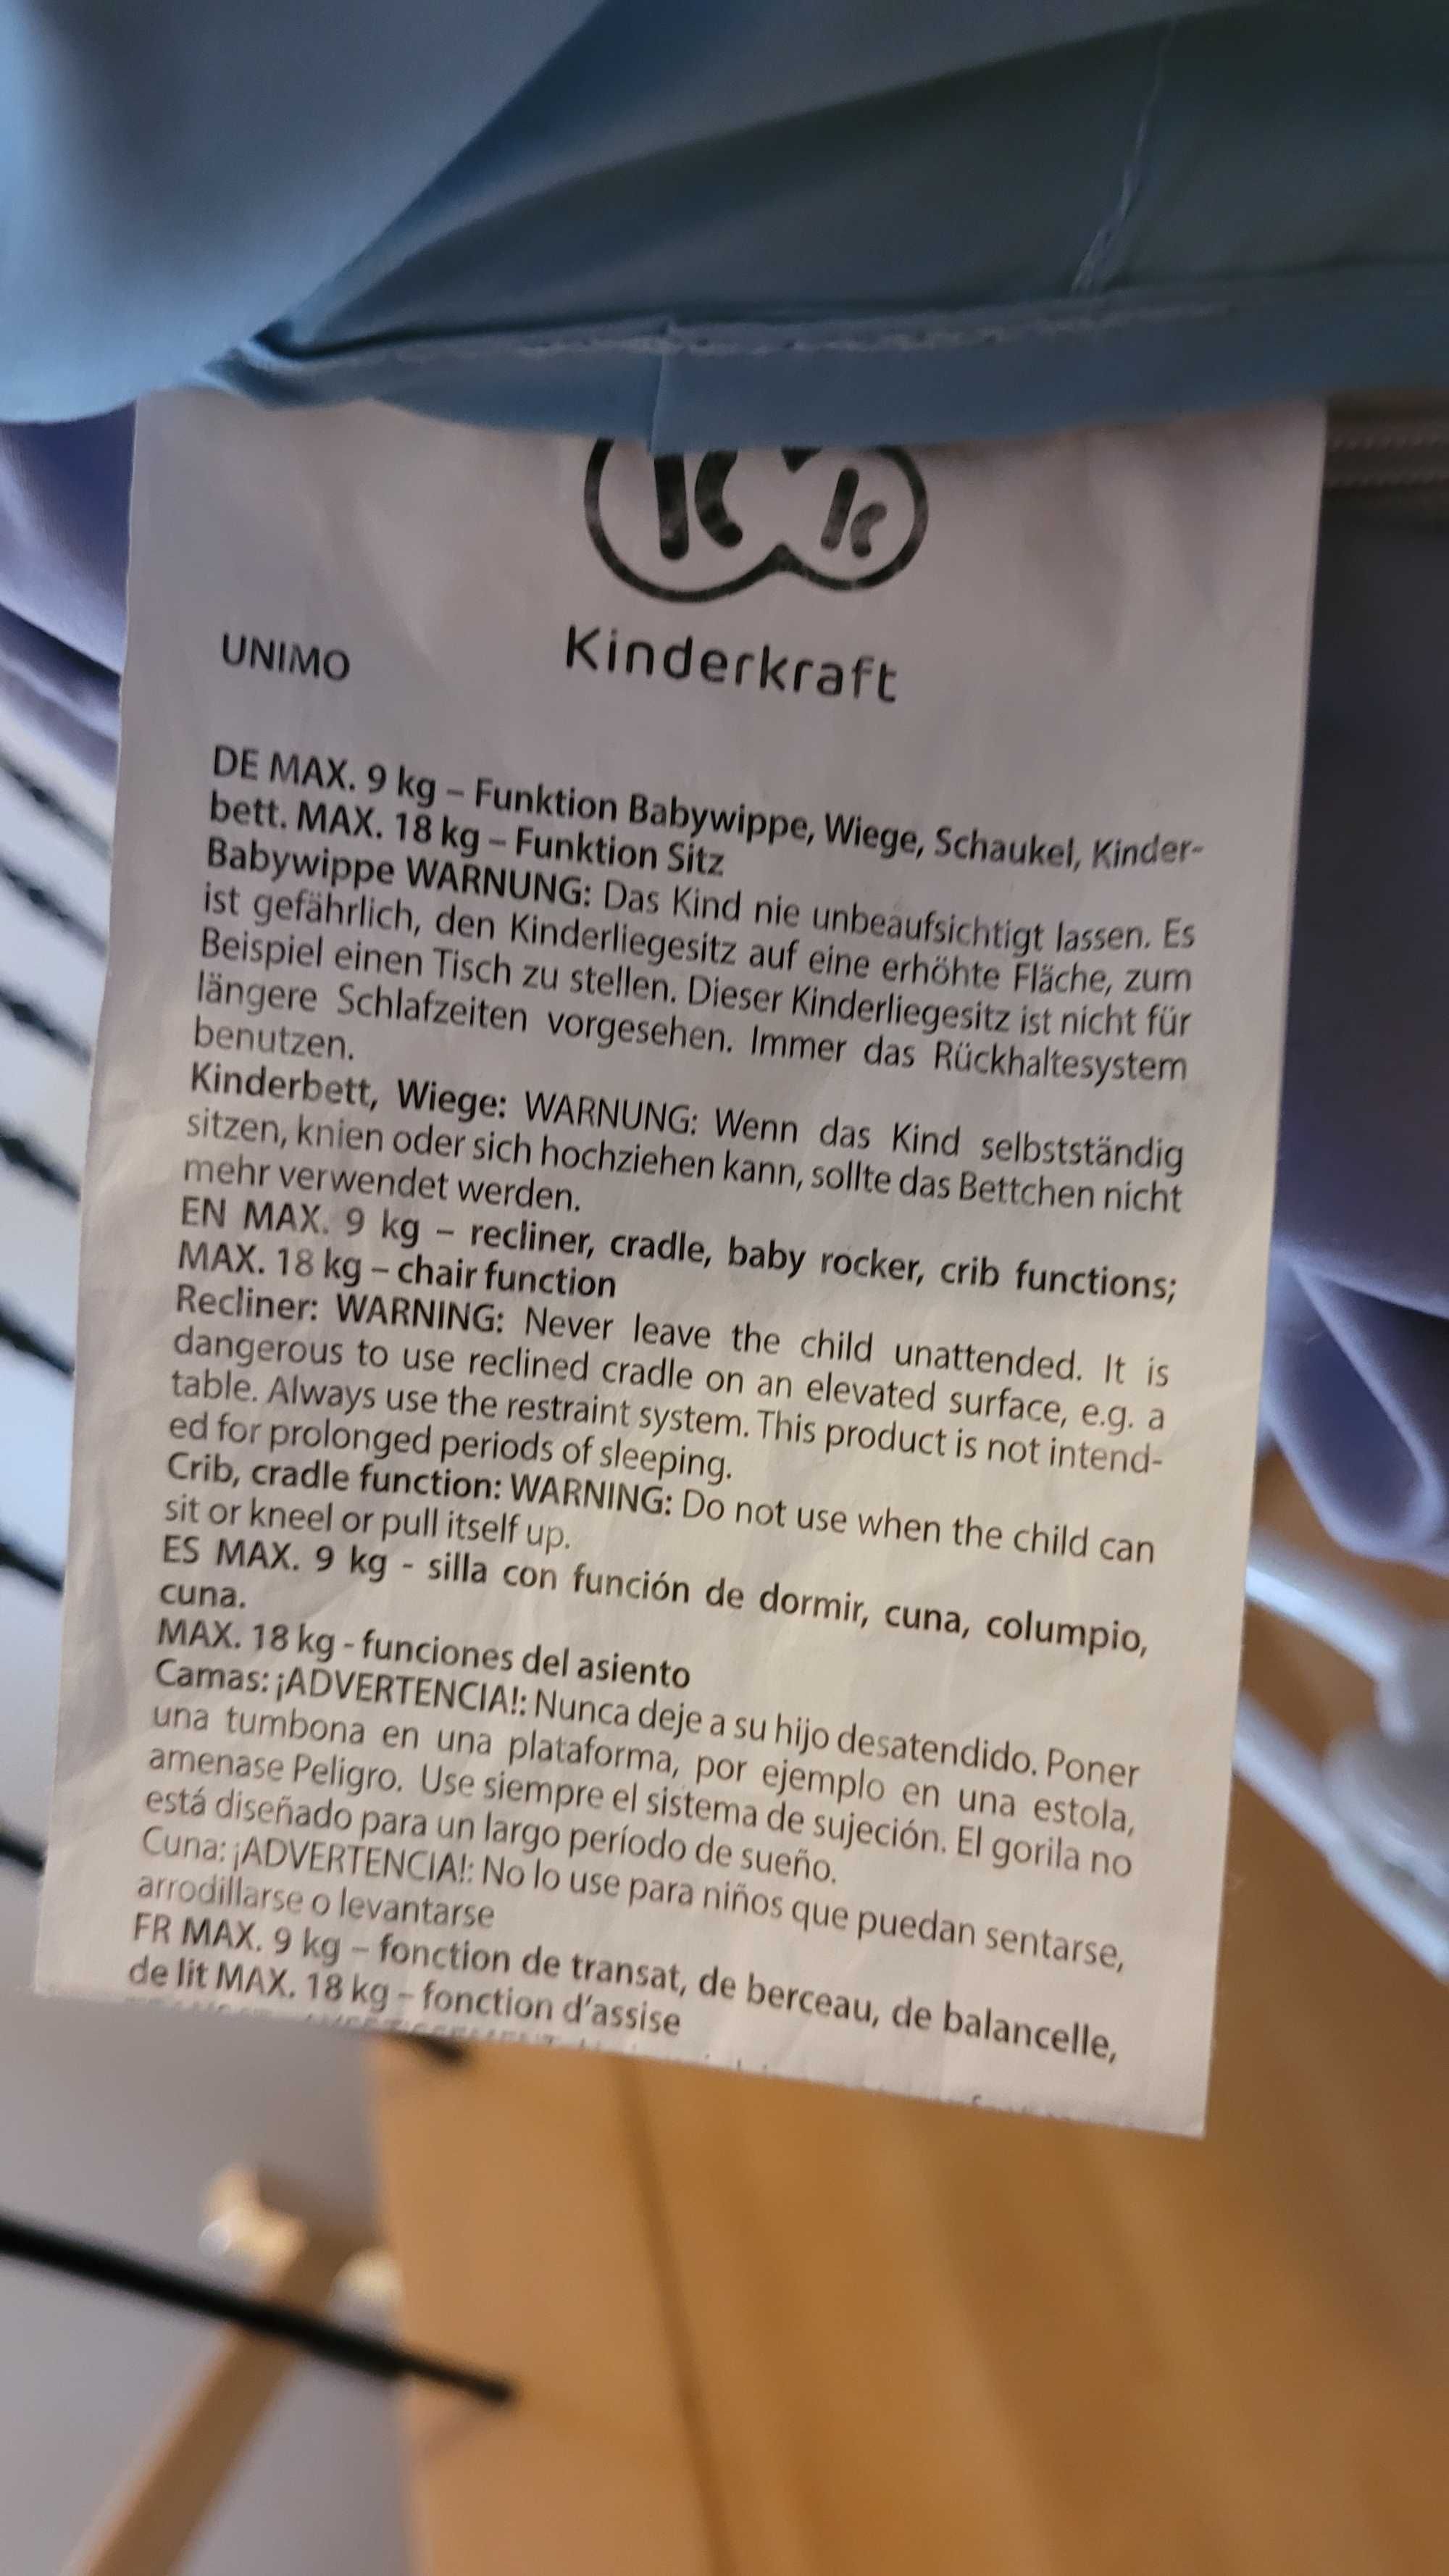 UNIMO
Kinderkraft
DE MAX. 9 kg – Funktion Babywippe, Wiege, Schaukel, Kinder-
bett. MAX. 18 kg – Funktion Sitz
Babywippe WARNUNG: Das Kind nie unbeaufsichtigt lassen. Es
ist gefährlich, den Kinderliegesitz auf eine erhöhte Fläche, zum
Beispiel einen Tisch zu stellen. Dieser Kinderliegesitz ist nicht für
längere Schlafzeiten vorgesehen. Immer das Rückhaltesystem
benutzen.
Kinderbett, Wiege: WARNUNG: Wenn das Kind selbstständig
sitzen, knien oder sich hochziehen kann, sollte das Bettchen nicht
mehr verwendet werden.
EN MAX. 9 kg – recliner, cradle, baby rocker, crib functions;
MAX. 18 kg – chair function
Recliner: WARNING: Never leave the child unattended. It is
dangerous to use reclined cradle on an elevated surface, e.g. a
table. Always use the restraint system. This product is not intend-
ed for prolonged periods of sleeping.
Crib, cradle function: WARNING: Do not use when the child can
sit or kneel or pull itself up.
ES MAX. 9 kg - silla con función de dormir, cuna, columpio,
cuna.
MAX. 18 kg - funciones del asiento
Camas: ¡ADVERTENCIA!: Nunca deje a su hijo desatendido. Poner
una tumbona en una plataforma, por ejemplo en una estola,
amenase Peligro. Use siempre el sistema de sujeción. El gorila no
está diseñado para un largo período de sueño.
Cuna: ¡ADVERTENCIA!: No lo use para niños que puedan sentarse,
arrodillarse o levantarse
FR MAX. 9 kg – fonction de transat, de berceau, de balancelle,
de lit MAX. 18 kg – fonction d'assise